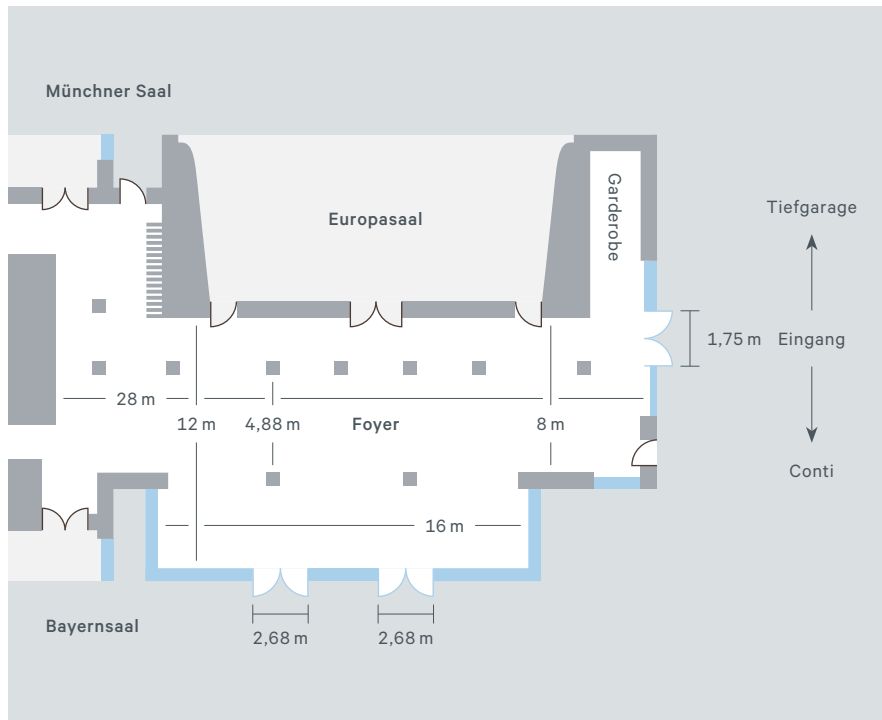 Münchner Saal
Europasaal
Garderobe
Tiefgarage
1,75 m
Eingang
28 m
12 m
4,88 m
Foyer
8 m
Conti
16 m
Bayernsaal
2,68 m
2,68 m